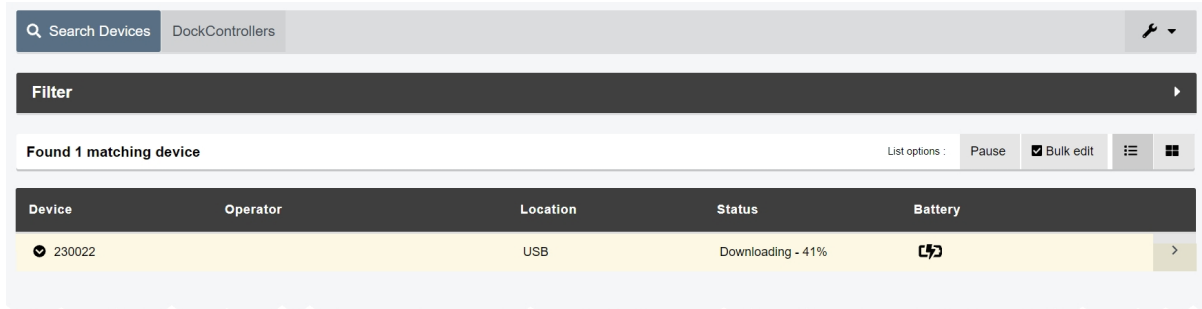 Search Devices DockControllers
Filter
Found 1 matching device List options : Pause Bulk edit
Device Operator Location Status Battery
230022 USB Downloading - 41%